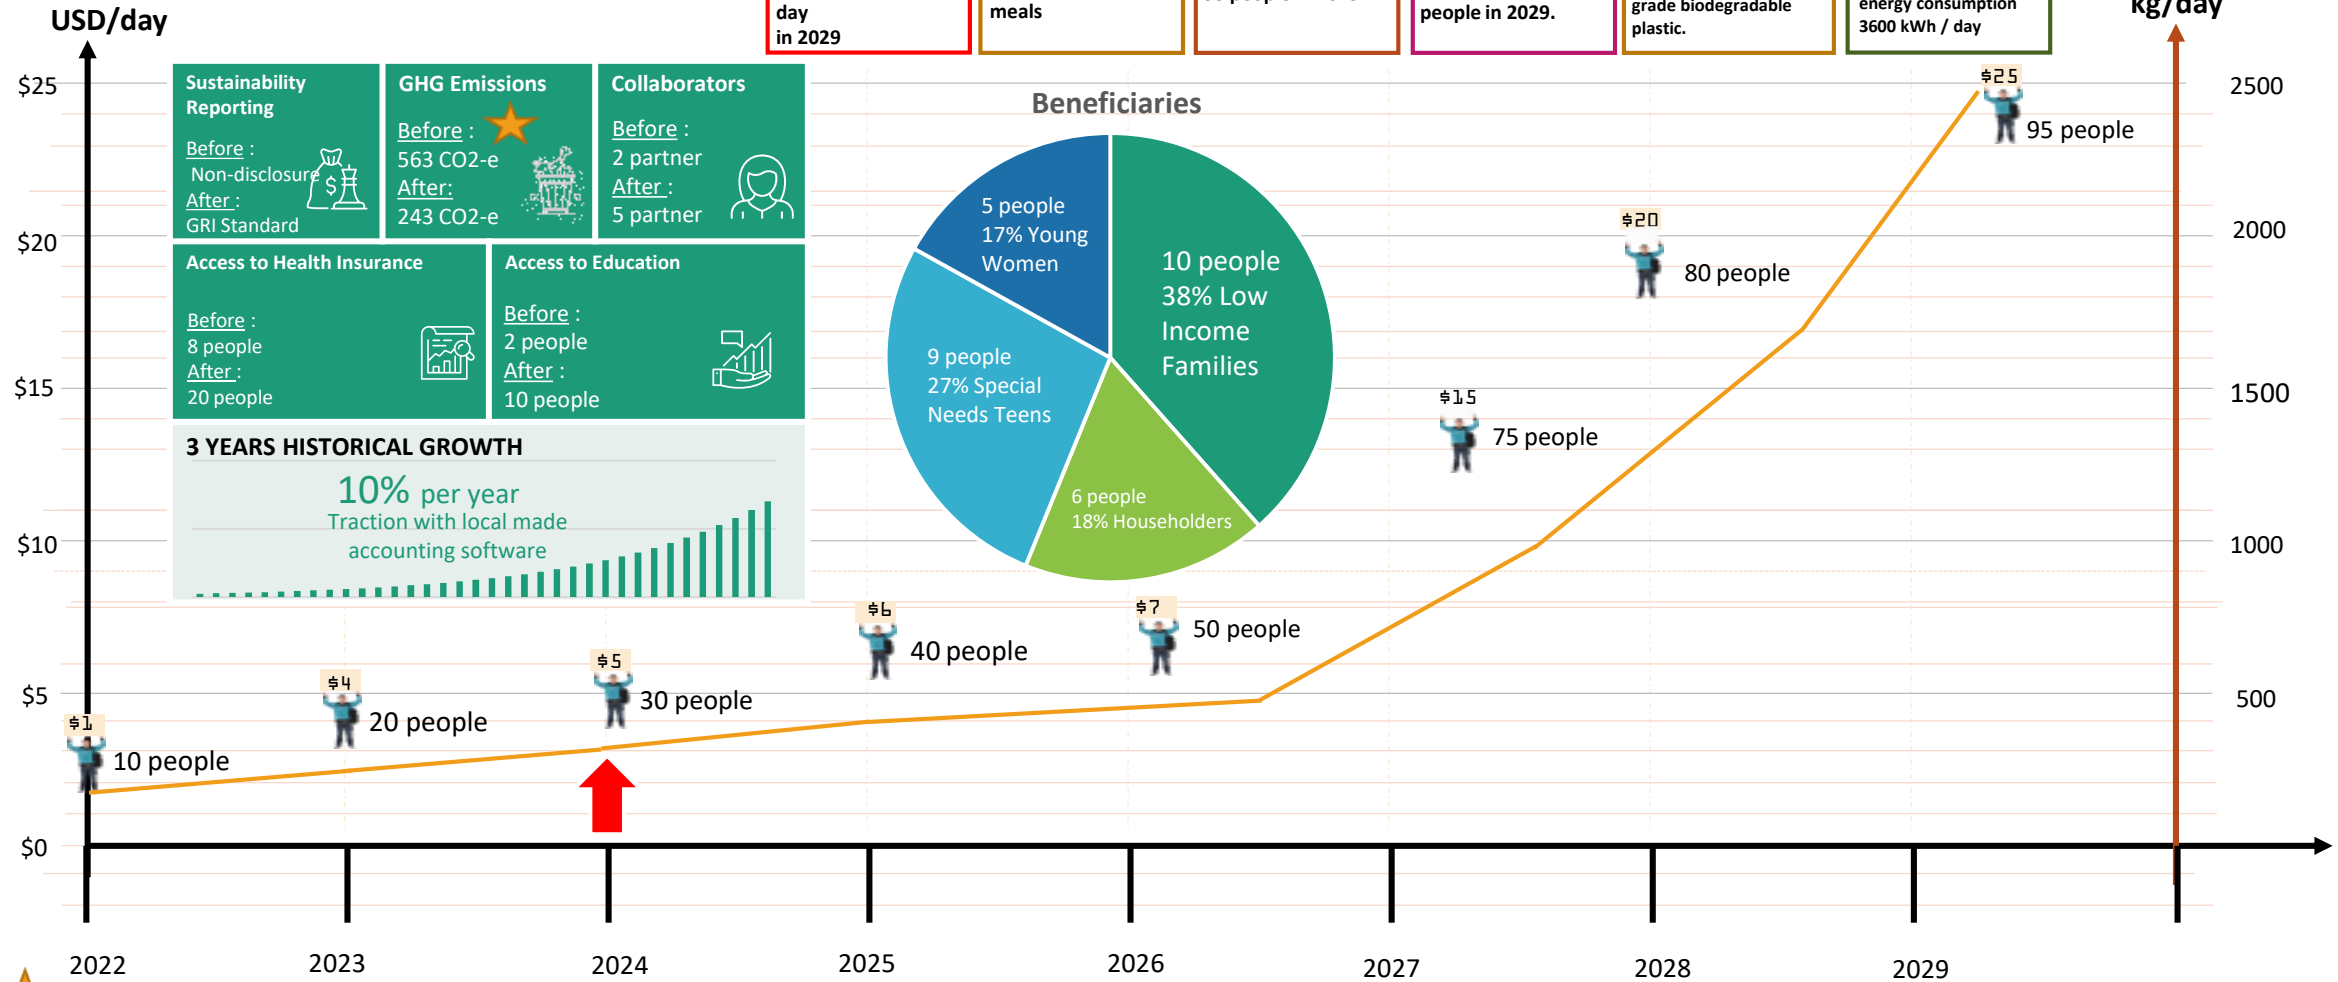 USD/day
day
in 2029
meals
people in 2029.
grade biodegradable
plastic.
energy consumption
3600 kWh / day
kg/day
$25
$20
$15
$10
$5
$0
Sustainability
Reporting
Before :
Non-disclosure
After :
GRI Standard
GHG Emissions
Before :
563 CO2-e
After:
243 CO2-e
Collaborators
Before :
2 partner
After :
5 partner
Access to Health Insurance
Before :
8 people
After :
20 people
Access to Education
Before :
2 people
After :
10 people
3 YEARS HISTORICAL GROWTH
10% per year
Traction with local made
accounting software
Beneficiaries
5 people
17% Young
Women
10 people
38% Low
Income
Families
9 people
27% Special
Needs Teens
6 people
18% Householders
$1
10 people
$4
20 people
$5
30 people
$6
40 people
$7
50 people
$15
75 people
$20
80 people
$25
95 people
2500
2000
1500
1000
500
2022
2023
2024
2025
2026
2027
2028
2029